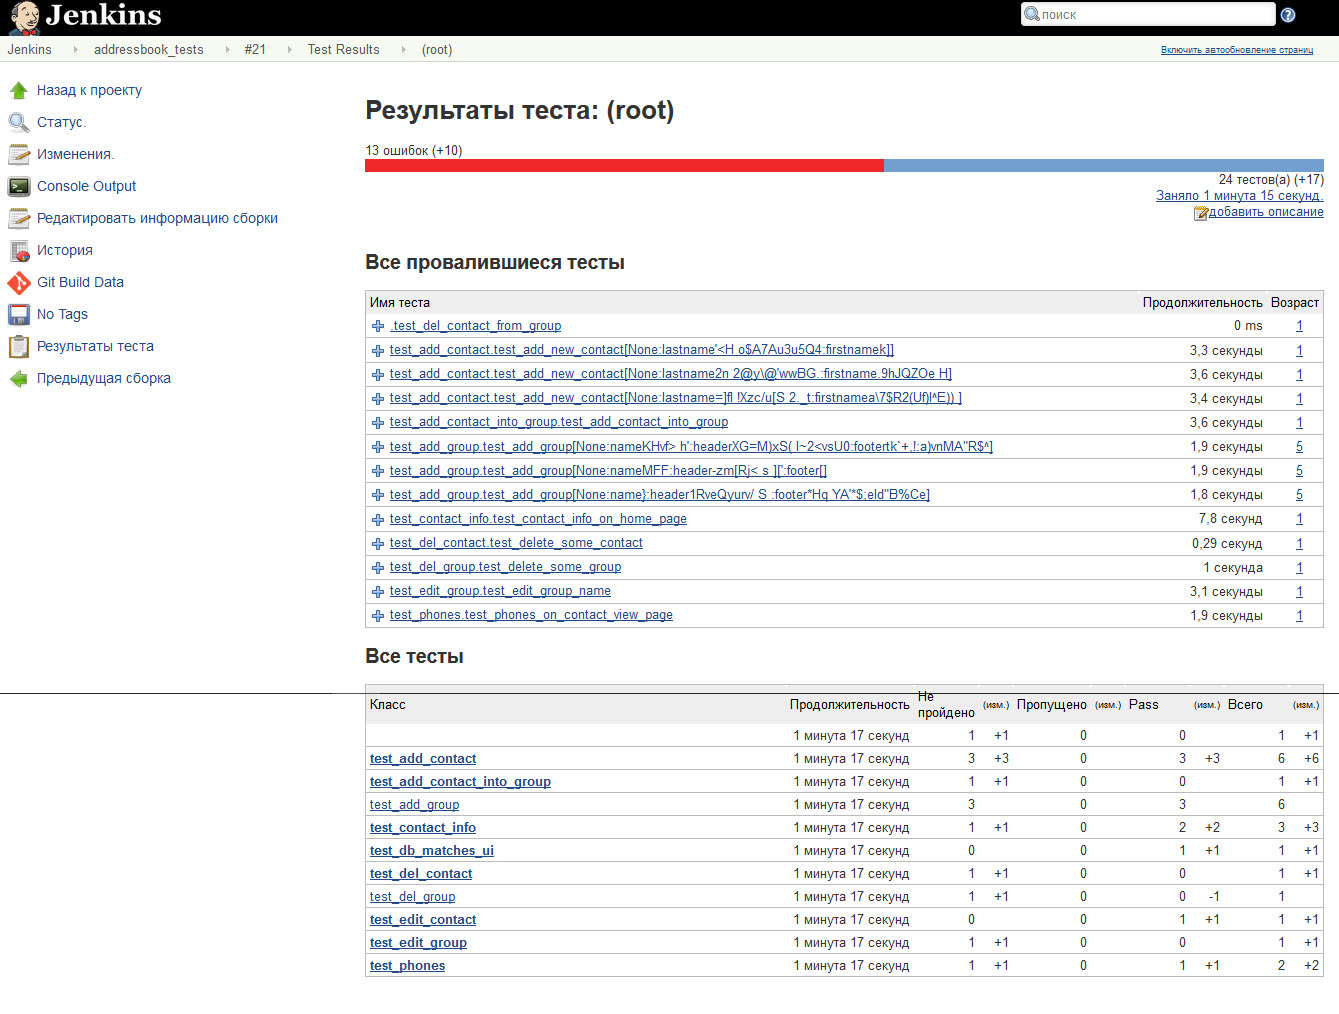 Jenkins
поиск
Jenkins addressbook_tests #21 Test Results (root)
Включить автообновление страниц
Назад к проекту
Статус.
Изменения.
Console Output
Редактировать информацию сборки
История
Git Build Data
No Tags
Результаты теста
Предыдущая сборка
Результаты теста: (root)
13 ошибок (+10)
24 тестов(а) (+17)
Заняло 1 минута 15 секунд.
добавить описание
Все провалившиеся тесты
Имя теста Продолжительность Возраст
.test_del_contact_from_group 0 ms 1
test_add_contact.test_add_new_contact[None:lastname'<H o$A7Au3u5Q4:firstnamek]] 3,3 секунды 1
test_add_contact.test_add_new_contact[None:lastname2n 2@y\@'wwBG.:firstname.9hJQZOe H] 3,6 секунды 1
test_add_contact.test_add_new_contact[None:lastname=]fl !Xzc/u[S 2._t:firstnamea\7$R2(Uf)l^E)) ] 3,4 секунды 1
test_add_contact_into_group.test_add_contact_into_group 3,6 секунды 1
test_add_group.test_add_group[None:nameKHvf> h':headerXG=M)xS( l~2<vsU0:footertk`+,!:a)vnMA"R$^] 1,9 секунды 5
test_add_group.test_add_group[None:nameMFF:header-zm[Rj< s ][':footer[] 1,9 секунды 5
test_add_group.test_add_group[None:name}:header1RveQyurv/ S :footer*Hq YA'*$;eld"B%Ce] 1,8 секунды 5
test_contact_info.test_contact_info_on_home_page 7,8 секунд 1
test_del_contact.test_delete_some_contact 0,29 секунд 1
test_del_group.test_delete_some_group 1 секунда 1
test_edit_group.test_edit_group_name 3,1 секунды 1
test_phones.test_phones_on_contact_view_page 1,9 секунды 1
Все тесты
Класс Продолжительность Не пройдено (изм.) Пропущено (изм.) Pass (изм.) Всего (изм.)
1 минута 17 секунд 1 +1 0 0 1 +1
test_add_contact 1 минута 17 секунд 3 +3 0 3 +3 6 +6
test_add_contact_into_group 1 минута 17 секунд 1 +1 0 0 1 +1
test_add_group 1 минута 17 секунд 3 0 3 6
test_contact_info 1 минута 17 секунд 1 +1 0 2 +2 3 +3
test_db_matches_ui 1 минута 17 секунд 0 0 1 +1 1 +1
test_del_contact 1 минута 17 секунд 1 +1 0 0 1 +1
test_del_group 1 минута 17 секунд 1 +1 0 0 -1 1
test_edit_contact 1 минута 17 секунд 0 0 1 +1 1 +1
test_edit_group 1 минута 17 секунд 1 +1 0 0 1 +1
test_phones 1 минута 17 секунд 1 +1 0 1 +1 2 +2